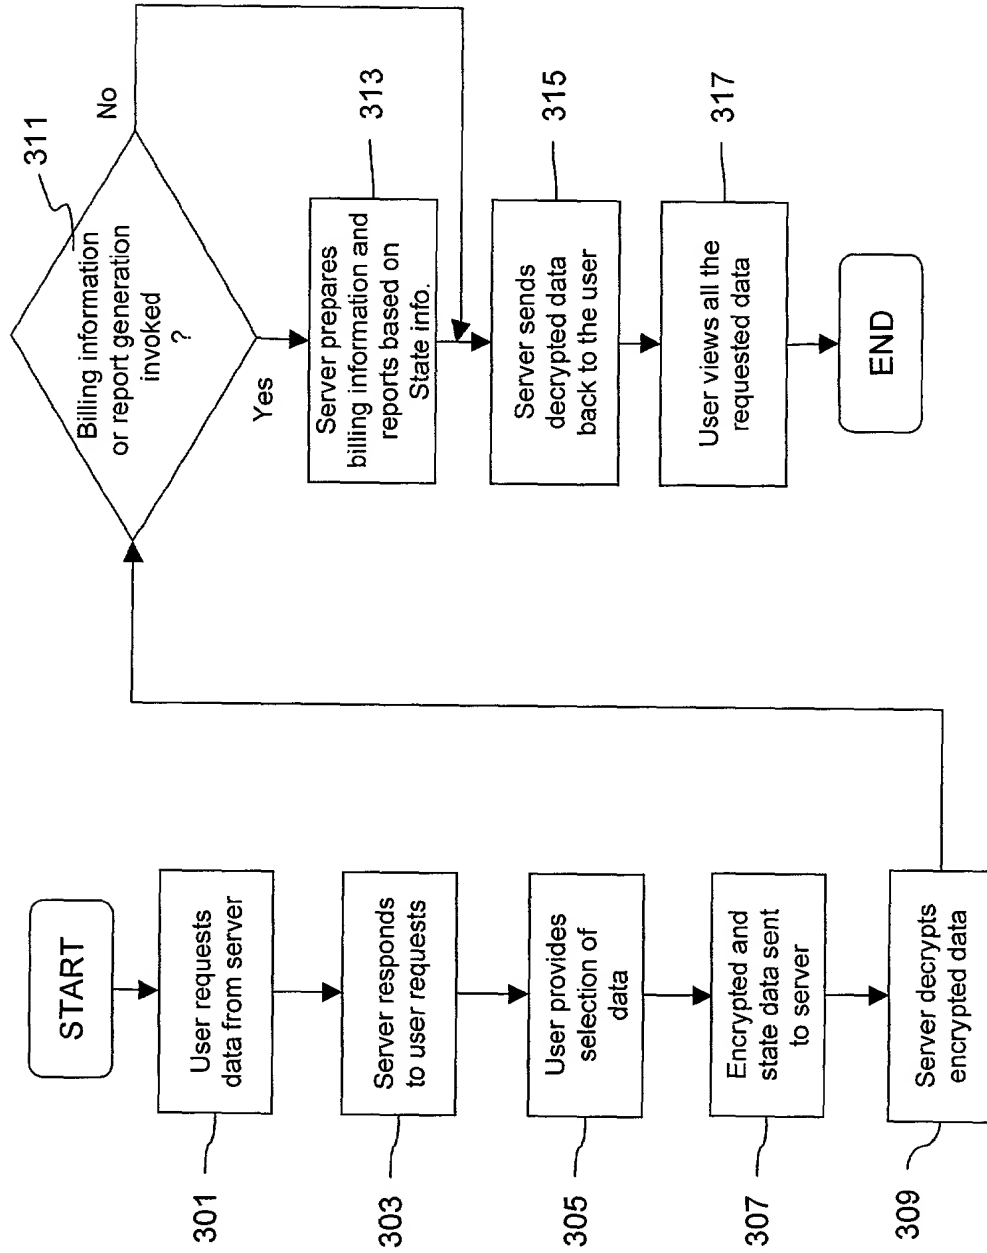 START
User requests
data from server
301
Server responds
to user requests
303
User provides
selection of
data
305
Encrypted and
state data sent
to server
307
Server decrypts
encrypted data
309
Billing information
or report generation
invoked
?
311
No
Yes
Server prepares
billing information and
reports based on
State info.
313
Server sends
decrypted data
back to the user
315
User views all the
requested data
317
END